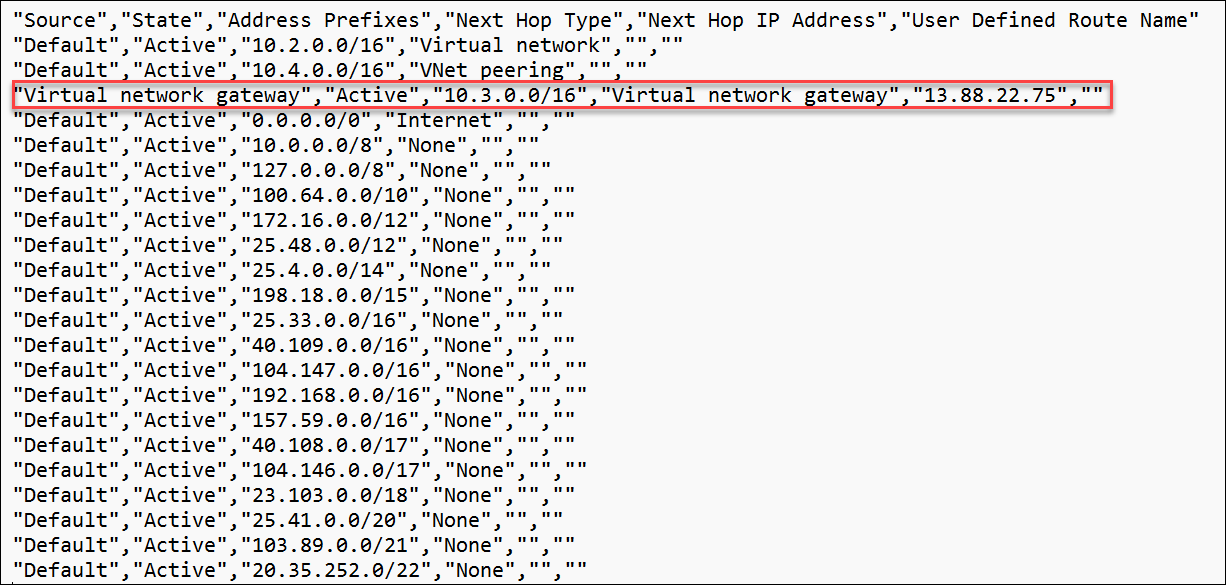 "Source","State","Address Prefixes","Next Hop Type","Next Hop IP Address","User Defined Route Name"
"Default","Active","10.2.0.0/16","Virtual network","",""
"Default","Active","10.4.0.0/16","VNet peering","",""
"Virtual network gateway","Active","10.3.0.0/16","Virtual network gateway","13.88.22.75",""
"Default","Active","0.0.0.0/0","Internet","",""
"Default","Active","10.0.0.0/8","None","",""
"Default","Active","127.0.0.0/8","None","",""
"Default","Active","100.64.0.0/10","None","",""
"Default","Active","172.16.0.0/12","None","",""
"Default","Active","25.48.0.0/12","None","",""
"Default","Active","25.4.0.0/14","None","",""
"Default","Active","198.18.0.0/15","None","",""
"Default","Active","25.33.0.0/16","None","",""
"Default","Active","40.109.0.0/16","None","",""
"Default","Active","104.147.0.0/16","None","",""
"Default","Active","192.168.0.0/16","None","",""
"Default","Active","157.59.0.0/16","None","",""
"Default","Active","40.108.0.0/17","None","",""
"Default","Active","104.146.0.0/17","None","",""
"Default","Active","23.103.0.0/18","None","",""
"Default","Active","25.41.0.0/20","None","",""
"Default","Active","103.89.0.0/21","None","",""
"Default","Active","20.35.252.0/22","None","",""